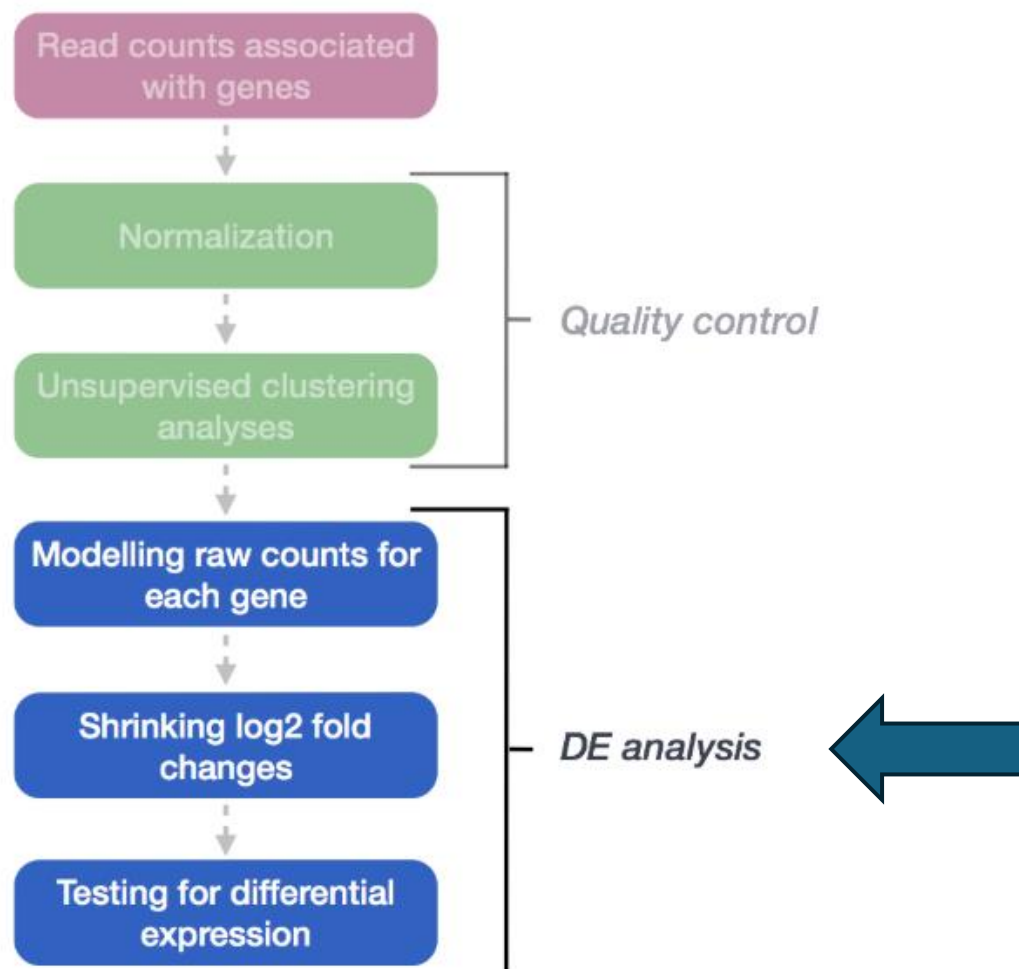 Read counts associated
with genes
Normalization
Quality control
Unsupervised clustering
analyses
Modelling raw counts for
each gene
Shrinking log2 fold
changes
DE analysis
Testing for differential
expression